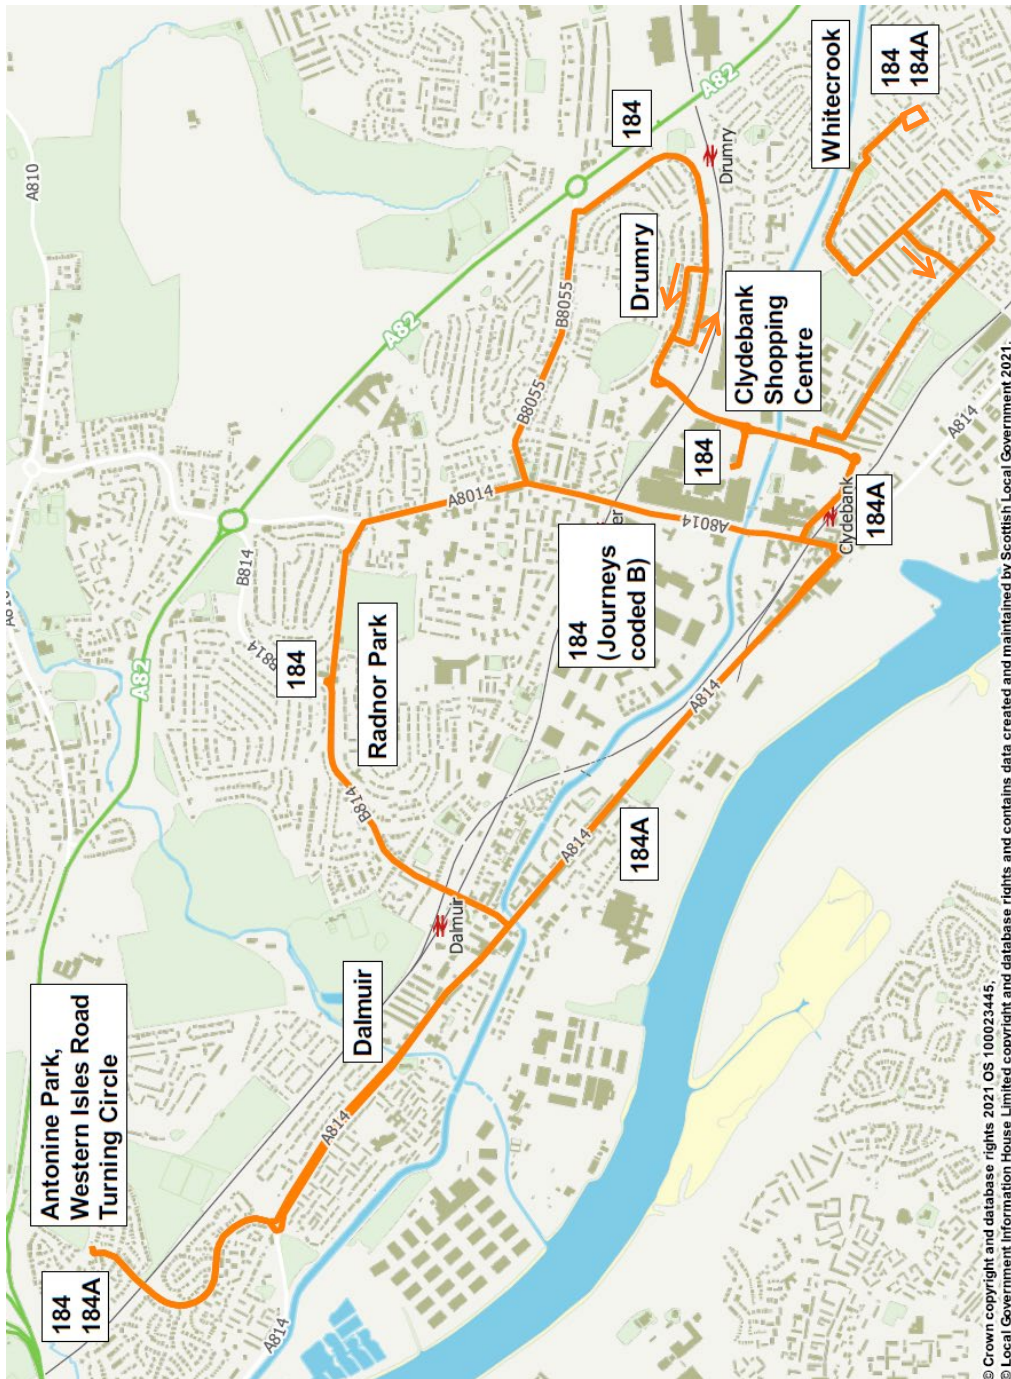 Antonine Park,
Western Isles Road
Turning Circle
184
184A
A814
A814
Dalmuir
Dalmuir
B814
Radnor Park
184
B814
B814
A82
A82
A82
A810
A814
184A
A814
A8014
A8014
184
(Journeys
coded B)
B8055
B8055
184
Drumry
Drumry
Clydebank
Shopping
Centre
184
Clydebank
184A
A814
Whitecrook
184
184A
© Crown copyright and database rights 2021 OS 100023445,
© Local Government Information House Limited copyright and database rights and contains data created and maintained by Scottish Local Government 2021.